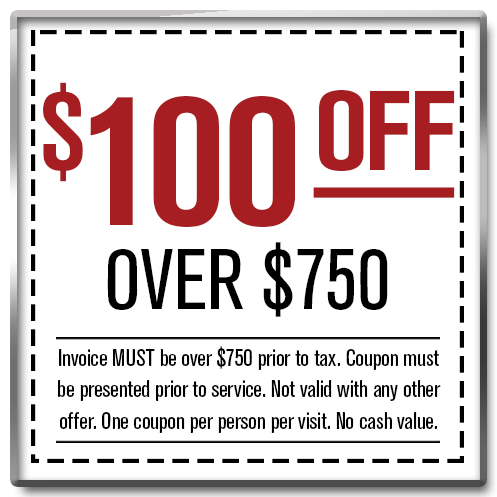 $100 OFF
OVER $750
Invoice MUST be over $750 prior to tax. Coupon must
be presented prior to service. Not valid with any other
offer. One coupon per person per visit. No cash value.